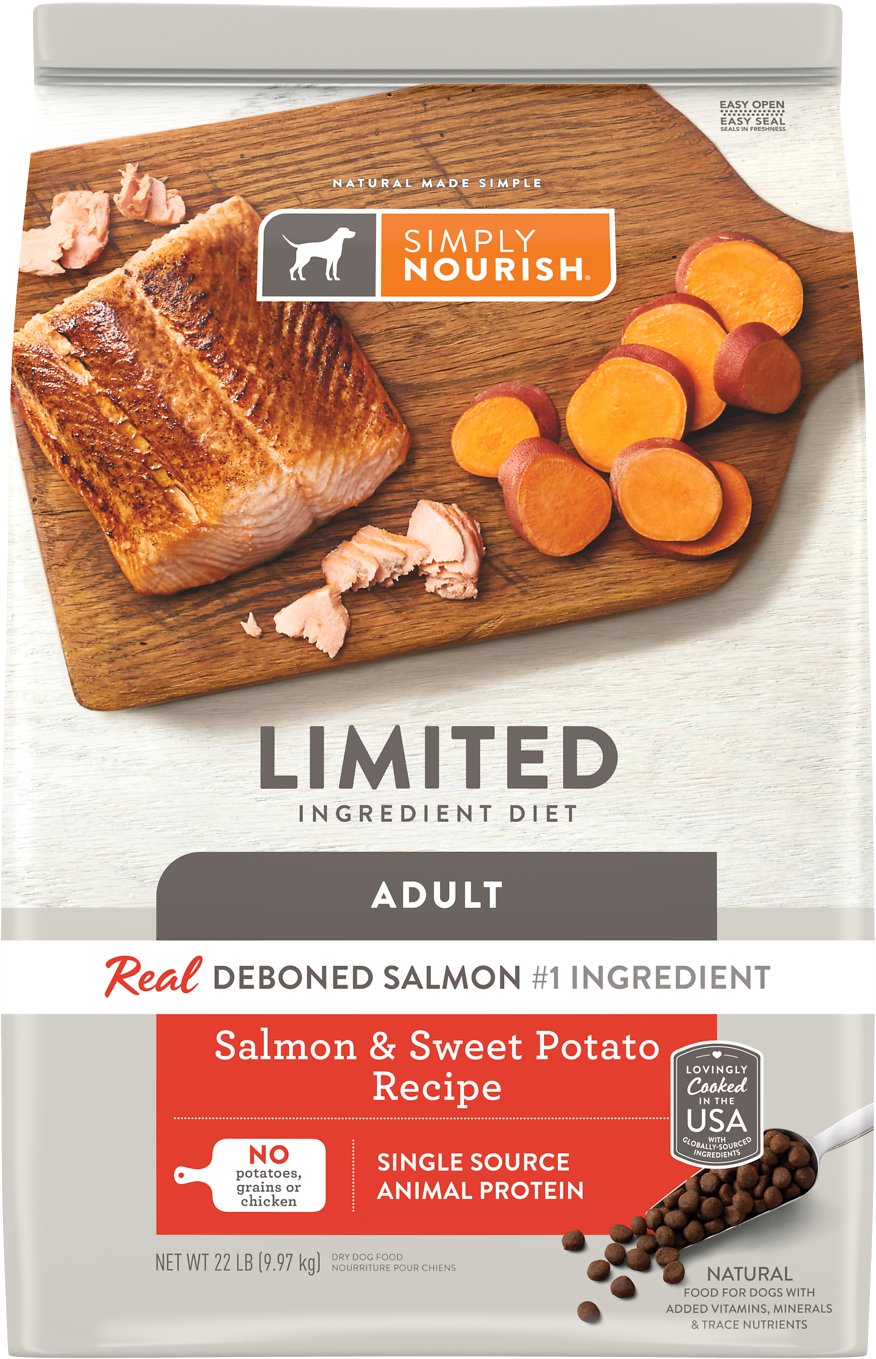 EASY OPEN
EASY SEAL
SEALS IN FRESHNESS
NATURAL MADE SIMPLE
SIMPLY
NOURISH®
LIMITED
INGREDIENT DIET
ADULT
Real DEBONED SALMON #1 INGREDIENT
Salmon & Sweet Potato
Recipe
LOVINGLY
Cooked
IN THE
USA
WITH
GLOBALLY-SOURCED
INGREDIENTS
NO
potatoes,
grains or
chicken
SINGLE SOURCE
ANIMAL PROTEIN
NET WT 22 LB (9.97 kg)
DRY DOG FOOD
NOURRITURE POUR CHIENS
NATURAL
FOOD FOR DOGS WITH
ADDED VITAMINS, MINERALS
& TRACE NUTRIENTS